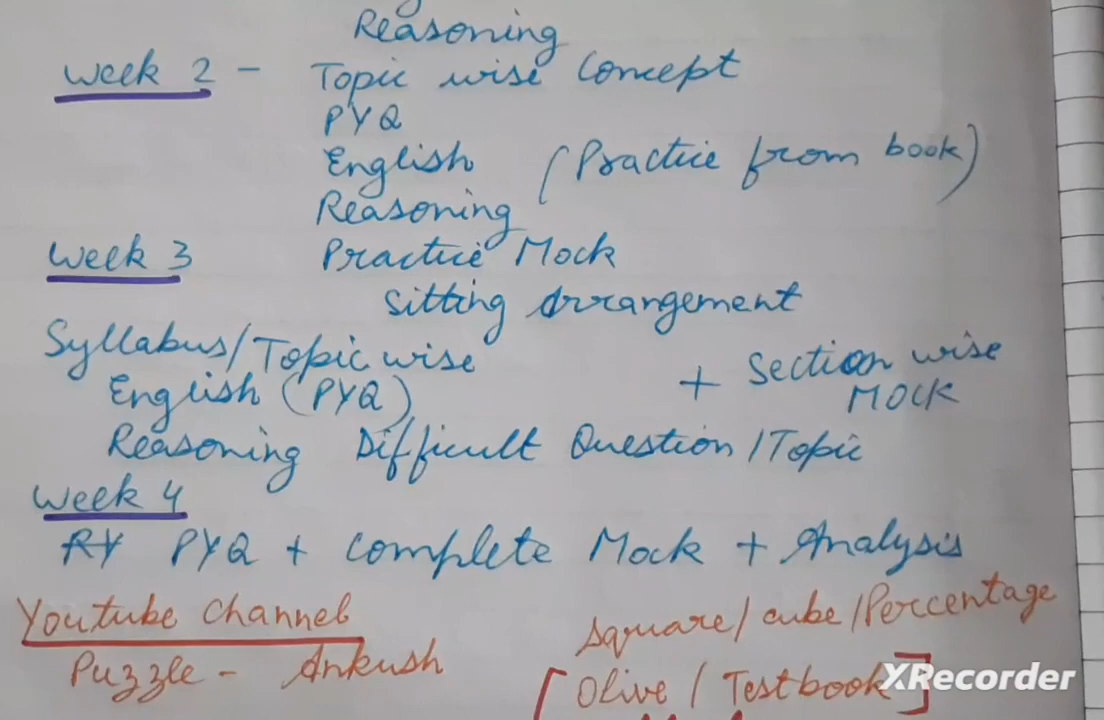 Reasoning
Week 2 - Topic wise Concept
PYQ
English (Practice from book)
Reasoning
Week 3 Practice Mock
Sitting Arrangement
Syllabus/Topic wise
+ Section wise
English (PYQ) MOCK
Reasoning Difficult Question/Topic
Week 4
PYQ + Complete Mock + Analysis
Youtube Channel
Square/cube/Percentage
Puzzle - Ankush
[Olive / Testbook]
XRecorder